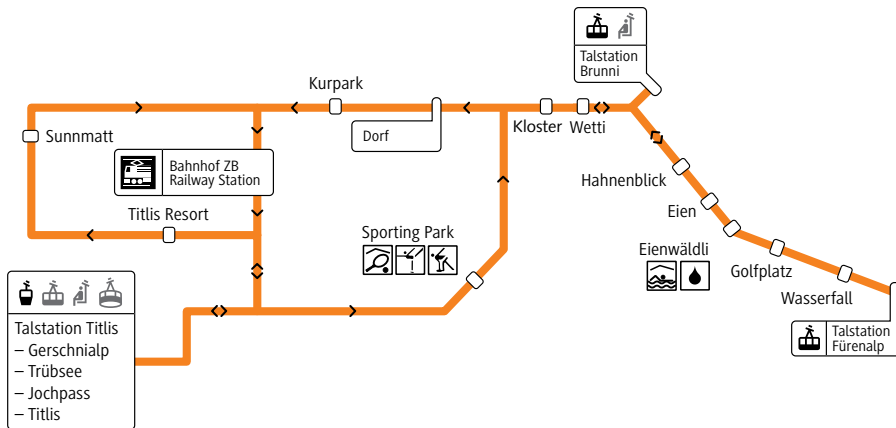 Talstation
Brunni
Kurpark
Dorf
Kloster
Wetti
Sunnmatt
Bahnhof ZB
Railway Station
Hahnenblick
Titlis Resort
Eien
Sporting Park
Eienwäldli
Golfplatz
Wasserfall
Talstation Titlis
– Gerschnialp
– Trübsee
– Jochpass
– Titlis
Talstation
Fürenalp